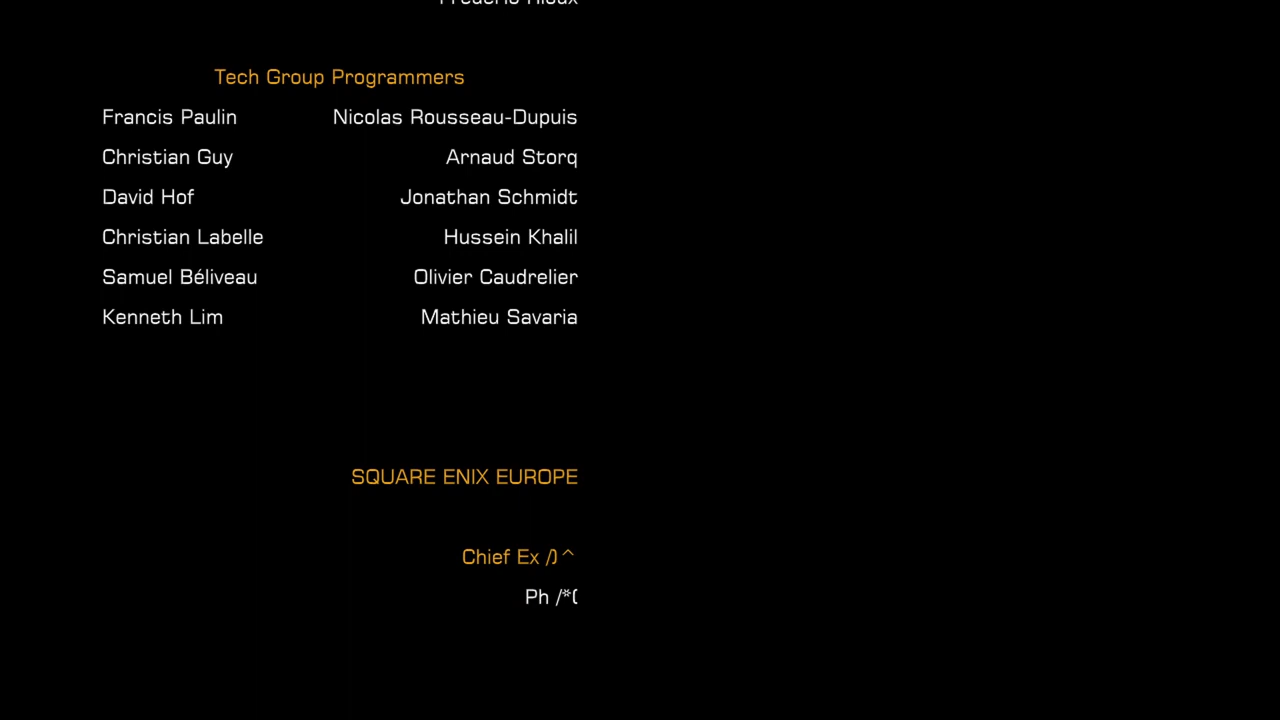 Tech Group Programmers
Francis Paulin Nicolas Rousseau-Dupuis
Christian Guy Arnaud Storq
David Hof Jonathan Schmidt
Christian Labelle Hussein Khalil
Samuel Béliveau Olivier Caudrelier
Kenneth Lim Mathieu Savaria
SQUARE ENIX EUROPE
Chief Ex /)^
Ph /*(